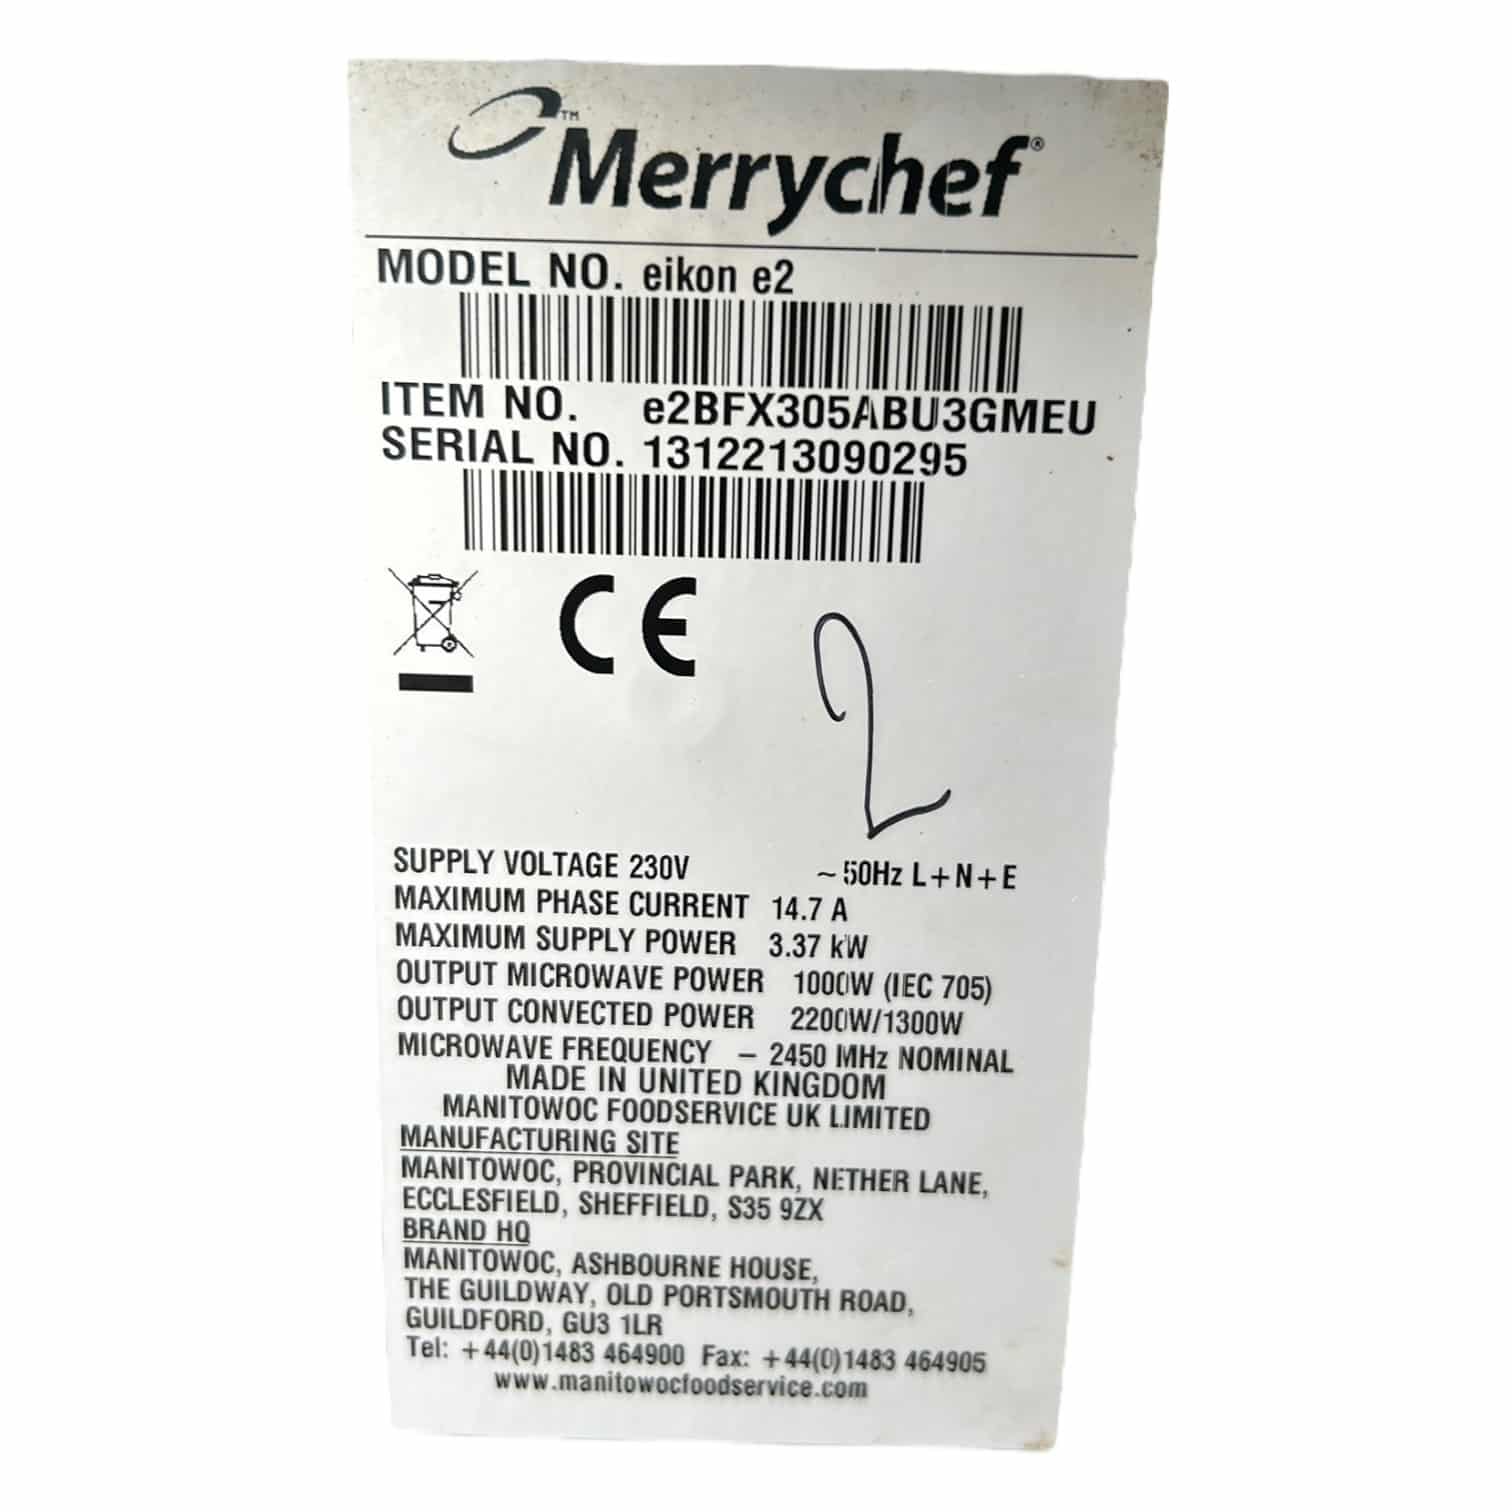 Merrychef®
MODEL NO. eikon e2
ITEM NO. e2BFX305ABU3GMEU
SERIAL NO. 1312213090295
CE
2
SUPPLY VOLTAGE 230V ~ 50Hz L+N+E
MAXIMUM PHASE CURRENT 14.7 A
MAXIMUM SUPPLY POWER 3.37 kW
OUTPUT MICROWAVE POWER 1000W (IEC 705)
OUTPUT CONVECTED POWER 2200W/1300W
MICROWAVE FREQUENCY – 2450 MHz NOMINAL
MADE IN UNITED KINGDOM
MANITOWOC FOODSERVICE UK LIMITED
MANUFACTURING SITE
MANITOWOC, PROVINCIAL PARK, NETHER LANE,
ECCLESFIELD, SHEFFIELD, S35 9ZX
BRAND HQ
MANITOWOC, ASHBOURNE HOUSE,
THE GUILDWAY, OLD PORTSMOUTH ROAD,
GUILDFORD, GU3 1LR
Tel: +44(0)1483 464900 Fax: +44(0)1483 464905
www.manitowocfoodservice.com